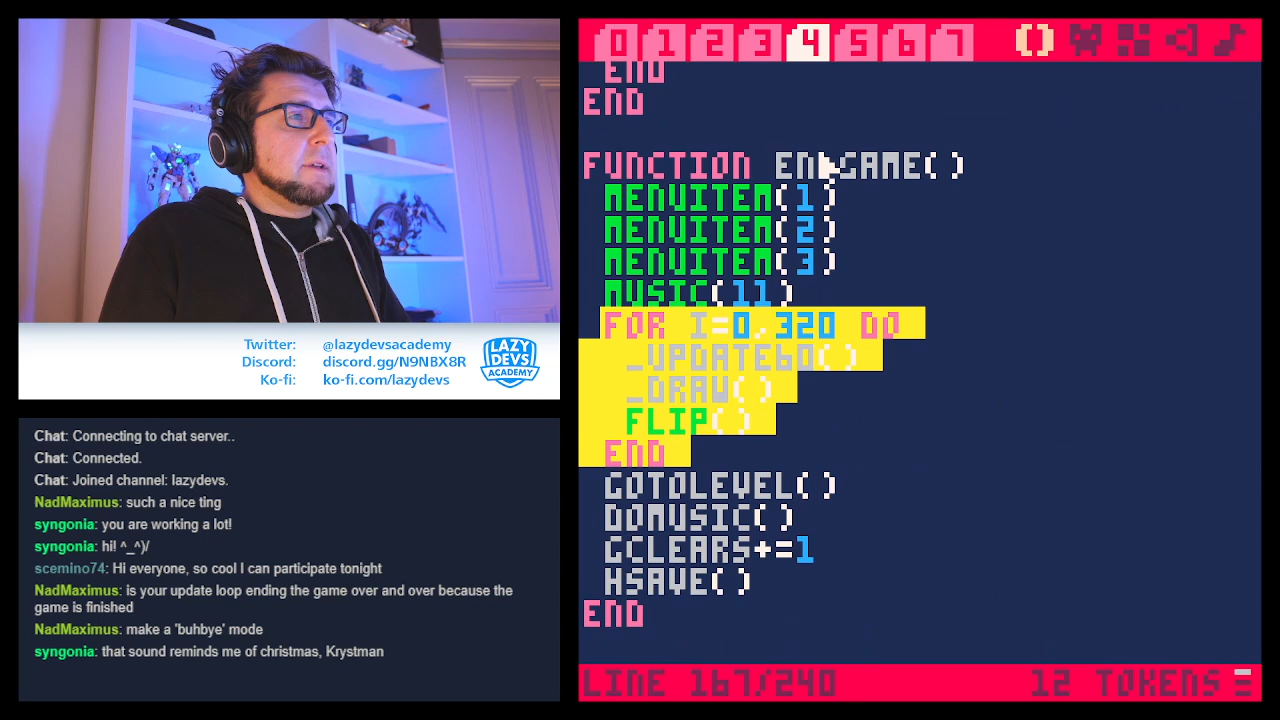 Twitter: @lazydevsacademy
Discord: discord.gg/N9NBX8R
Ko-fi: ko-fi.com/lazydevs
LAZY
DEVS
ACADEMY
Chat: Connecting to chat server..
Chat: Connected.
Chat: Joined channel: lazydevs.
NadMaximus: such a nice ting
syngonia: you are working a lot!
syngonia: hi! ^_^)/
scemino74: Hi everyone, so cool I can participate tonight
NadMaximus: is your update loop ending the game over and over because the
game is finished
NadMaximus: make a 'buhbye' mode
syngonia: that sound reminds me of christmas, Krystman
0 1 2 3 4 5 6 7 ()
END
END
FUNCTION ENDGAME()
MENUITEM(1)
MENUITEM(2)
MENUITEM(3)
MUSIC(11)
FOR I=0,320 DO
_UPDATE60()
_DRAW()
FLIP()
END
GOTOLEVEL()
DOMUSIC()
GCLEARS+=1
HSAVE()
END
LINE 167/240 12 TOKENS